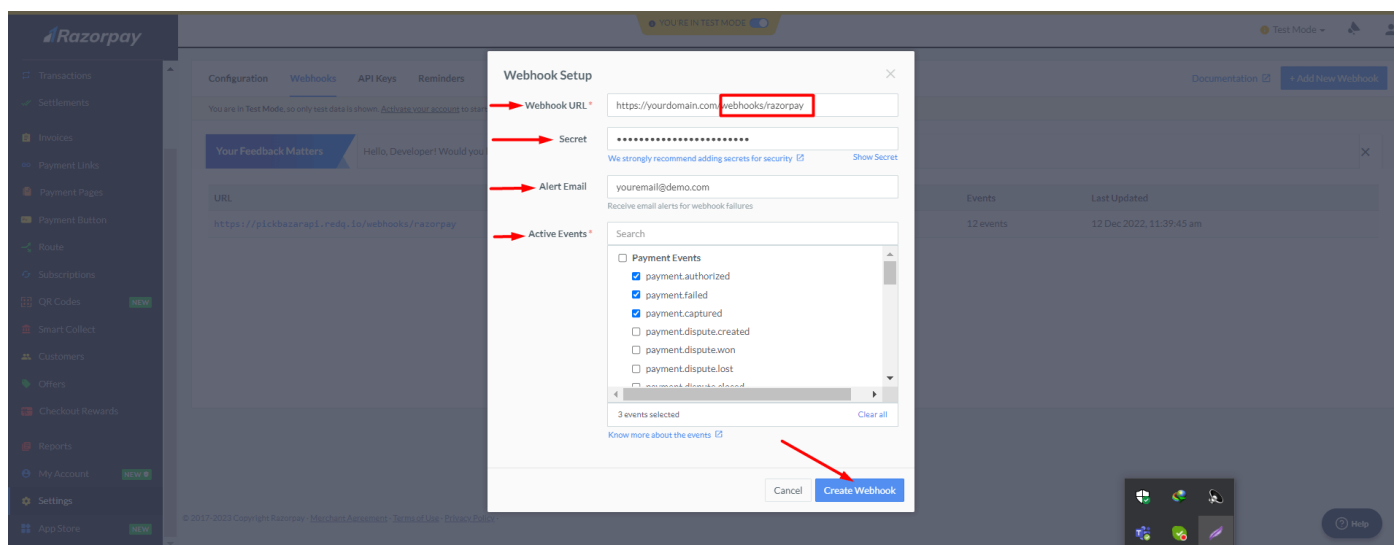 YOU'RE IN TEST MODE
Razorpay
Test Mode
Transactions
Settlements
Invoices
Payment Links
Payment Pages
Payment Button
Route
Subscriptions
QR Codes NEW
Smart Collect
Customers
Offers
Checkout Rewards
Reports
My Account NEW
Settings
App Store NEW
Configuration Webhooks API Keys Reminders
Documentation + Add New Webhook
You are in Test Mode, so only test data is shown. Activate your account to star
Your Feedback Matters Hello, Developer! Would you l
URL Events Last Updated
https://pickbazarapi.redq.io/webhooks/razorpay 12 events 12 Dec 2022, 11:39:45 am
Webhook Setup
Webhook URL * https://yourdomain.com/webhooks/razorpay
Secret ••••••••••••••••••••••••
We strongly recommend adding secrets for security Show Secret
Alert Email youremail@demo.com
Receive email alerts for webhook failures
Active Events * Search
Payment Events
payment.authorized
payment.failed
payment.captured
payment.dispute.created
payment.dispute.won
payment.dispute.lost
payment.dispute.closed
3 events selected Clear all
Know more about the events
Cancel Create Webhook
© 2017-2023 Copyright Razorpay · Merchant Agreement · Terms of Use · Privacy Policy
Help